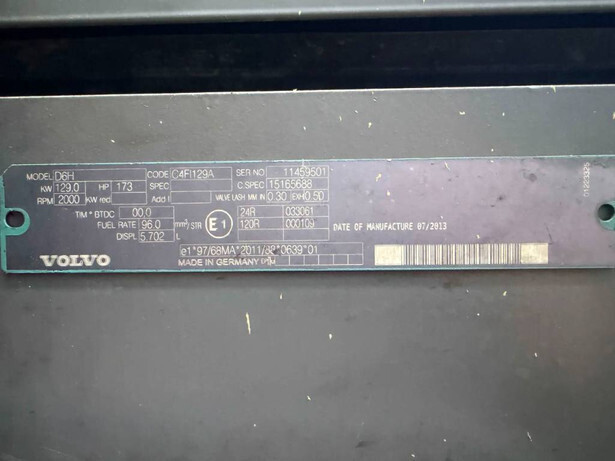 MODEL D6H CODE C4FI129A SER NO 11459501
KW 129,0 HP 173 SPEC C.SPEC 15165688
RPM 2000 KW red Add I VALVE LASH MM IN 0.30 EXH 0.50
TIM ° BTDC 00,0 E1 24R 033061
FUEL RATE 96.0 mm³/STR 120R 000109
DISPL 5.702 L
DATE OF MANUFACTURE 07/2013
e1*97/68MA*2011/88*0639*01
VOLVO MADE IN GERMANY